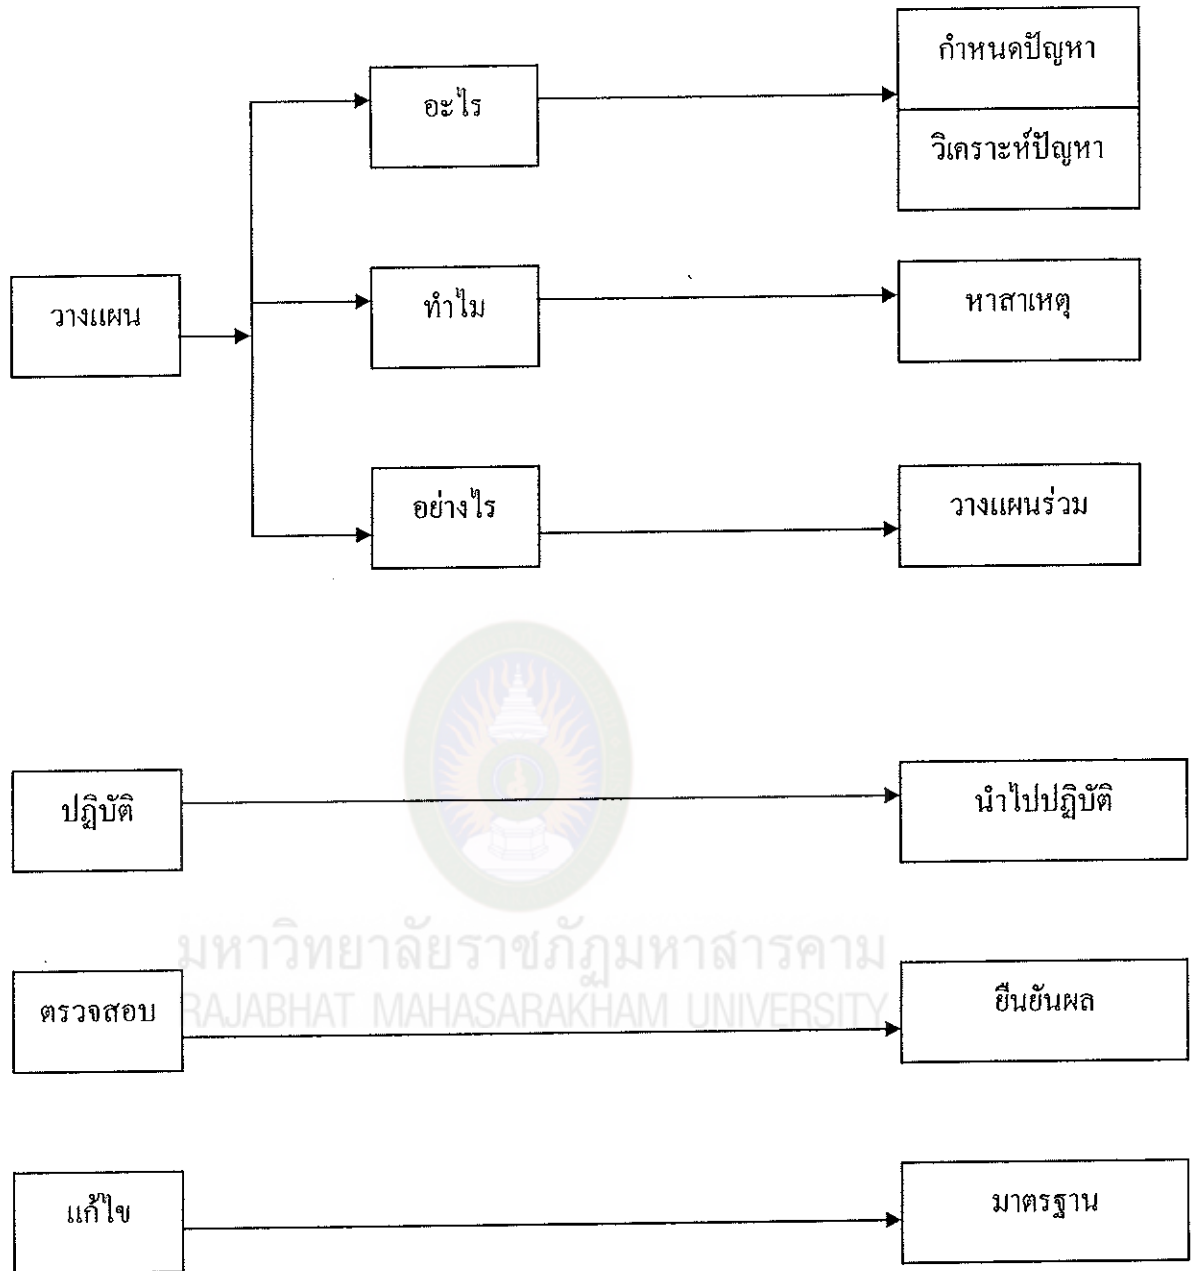 กำหนดปัญหา
อะไร
วิเคราะห์ปัญหา
วางแผน
ทำไม
หาสาเหตุ
อย่างไร
วางแผนร่วม
ปฏิบัติ
นำไปปฏิบัติ
มหาวิทยาลัยราชภัฏมหาสารคาม
RAJABHAT MAHASARAKHAM UNIVERSITY
ตรวจสอบ
ยืนยันผล
แก้ไข
มาตรฐาน